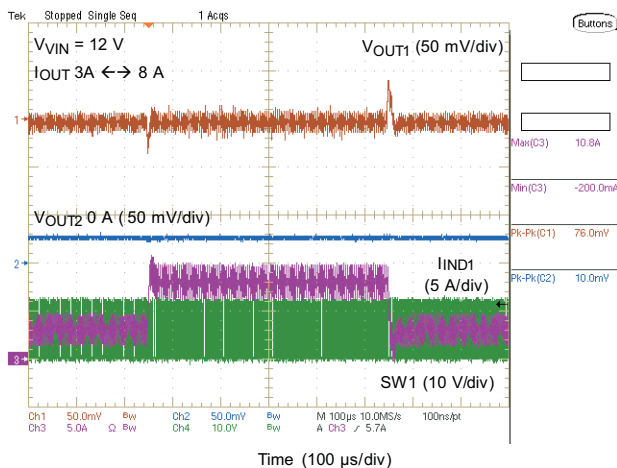 Tek Stopped Single Seq 1 Acqs
Buttons
VVIN = 12 V
IOUT 3A ←→ 8 A
VOUT1 (50 mV/div)
1
Max(C3) 10.8A
Min(C3) -200.0mA
VOUT2 0 A (50 mV/div)
Pk-Pk(C1) 76.0mV
2
IIND1
(5 A/div)
Pk-Pk(C2) 10.0mV
3
SW1 (10 V/div)
Ch1 50.0mV Bw Ch2 50.0mV Bw M 100µs 10.0MS/s 100ns/pt
Ch3 5.0A Ω Bw Ch4 10.0V Bw A Ch3 ∕ 5.7A
Time (100 µs/div)